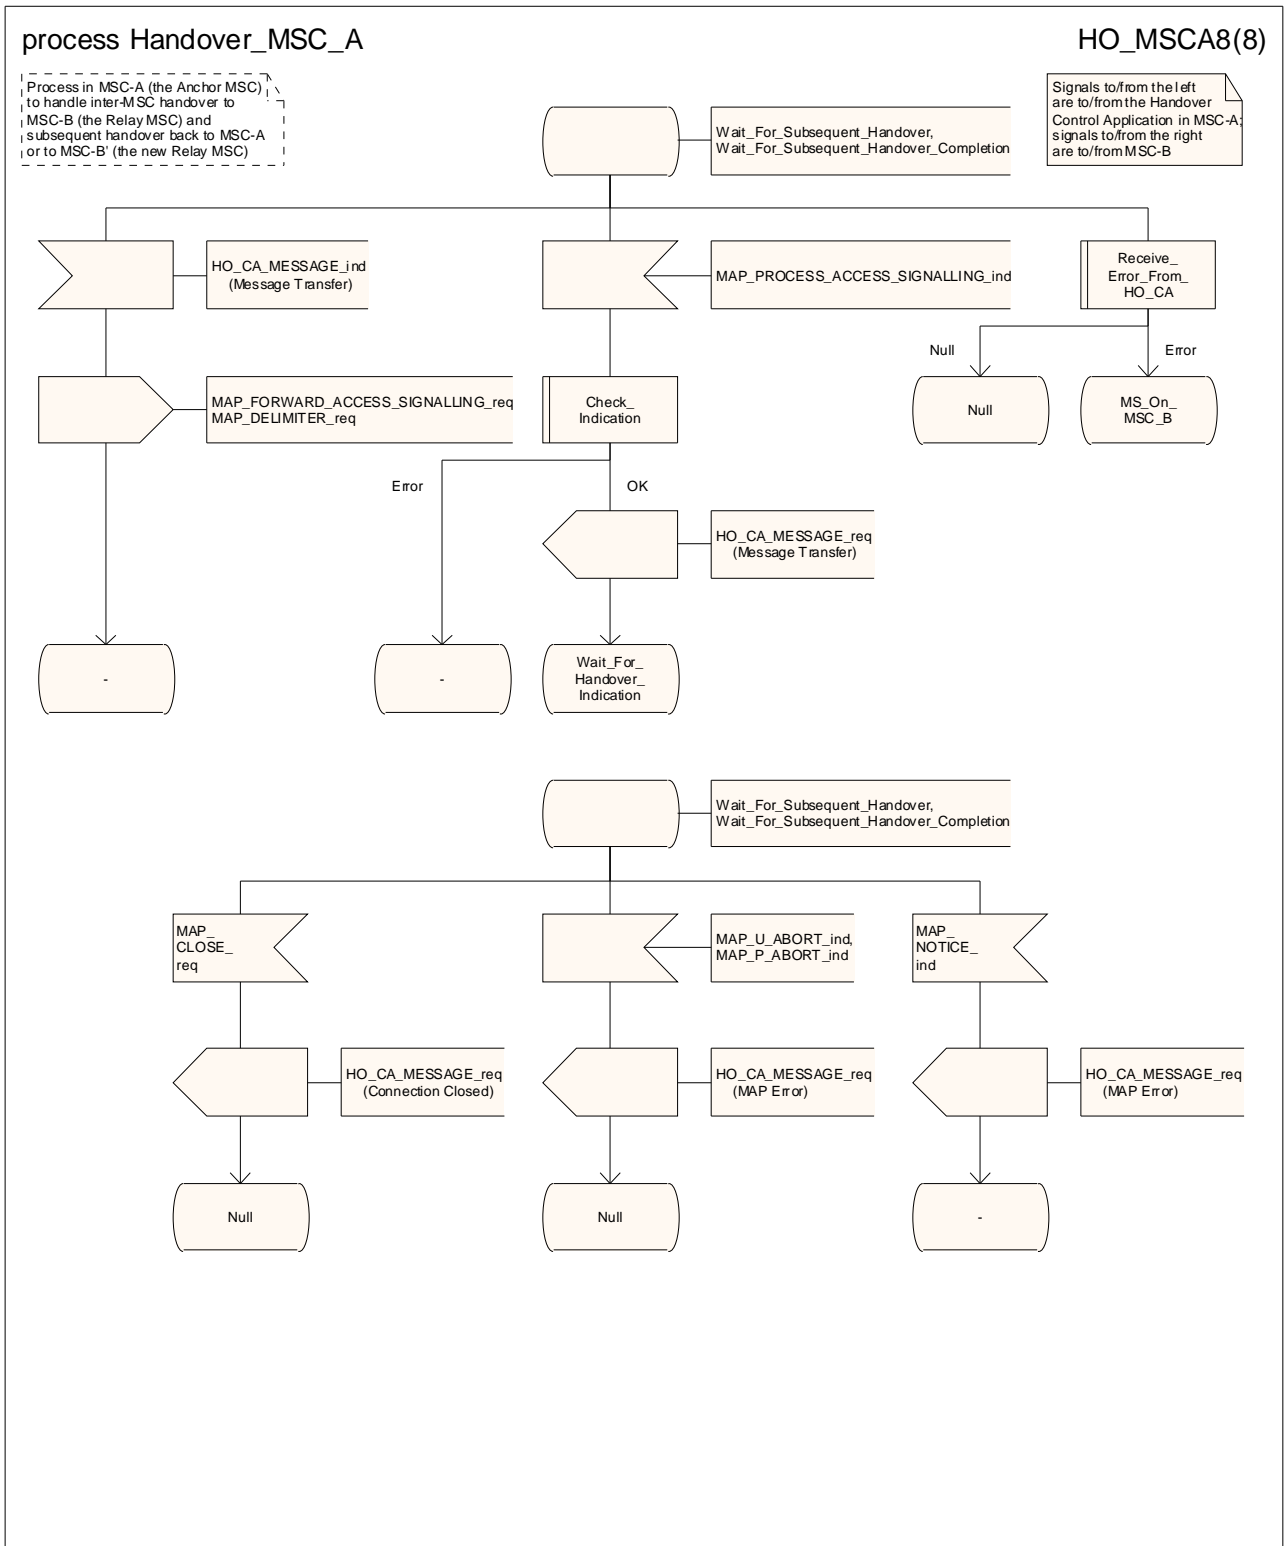 process Handover_MSC_A
HO_MSCA8(8)
Process in MSC-A (the Anchor MSC)
to handle inter-MSC handover to
MSC-B (the Relay MSC) and
subsequent handover back to MSC-A
or to MSC-B' (the new Relay MSC)
Signals to/from the left
are to/from the Handover
Control Application in MSC-A;
signals to/from the right
are to/from MSC-B
Wait_For_Subsequent_Handover,
Wait_For_Subsequent_Handover_Completion
HO_CA_MESSAGE_ind
(Message Transfer)
MAP_PROCESS_ACCESS_SIGNALLING_ind
Receive_
Error_From_
HO_CA
Null
Error
MAP_FORWARD_ACCESS_SIGNALLING_req
MAP_DELIMITER_req
Check_
Indication
Null
MS_On_
MSC_B
Error
OK
HO_CA_MESSAGE_req
(Message Transfer)
-
-
Wait_For_
Handover_
Indication
Wait_For_Subsequent_Handover,
Wait_For_Subsequent_Handover_Completion
MAP_
CLOSE_
req
MAP_U_ABORT_ind,
MAP_P_ABORT_ind
MAP_
NOTICE_
ind
HO_CA_MESSAGE_req
(Connection Closed)
HO_CA_MESSAGE_req
(MAP Error)
HO_CA_MESSAGE_req
(MAP Error)
Null
Null
-